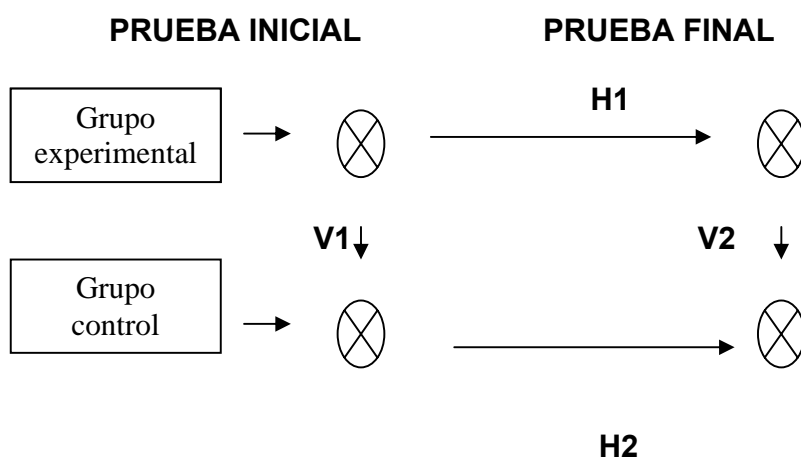 PRUEBA INICIAL PRUEBA FINAL
H1
Grupo
experimental
V1 V2
Grupo
control
H2